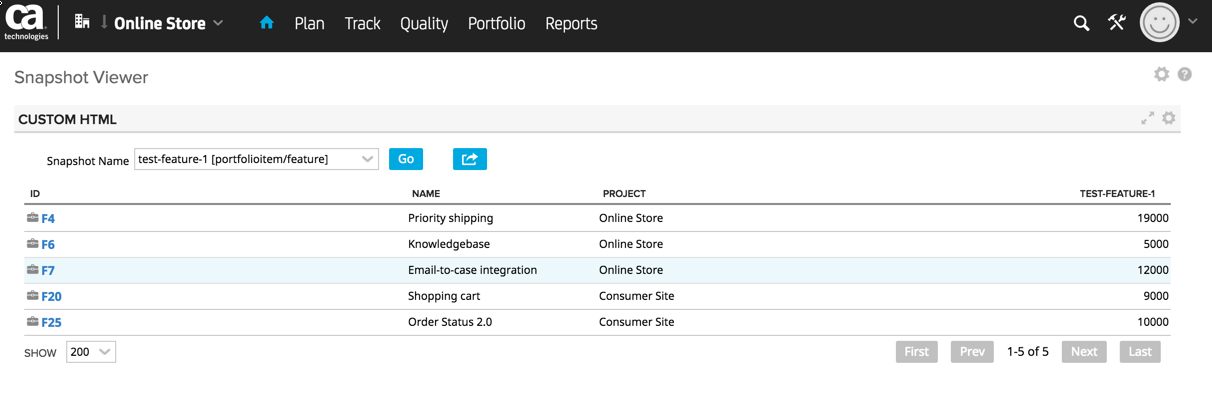 ca
technologies
Online Store Plan Track Quality Portfolio Reports
Snapshot Viewer
CUSTOM HTML
Snapshot Name test-feature-1 [portfolioitem/feature] Go
ID NAME PROJECT TEST-FEATURE-1
F4 Priority shipping Online Store 19000
F6 Knowledgebase Online Store 5000
F7 Email-to-case integration Online Store 12000
F20 Shopping cart Consumer Site 9000
F25 Order Status 2.0 Consumer Site 10000
SHOW 200 First Prev 1-5 of 5 Next Last